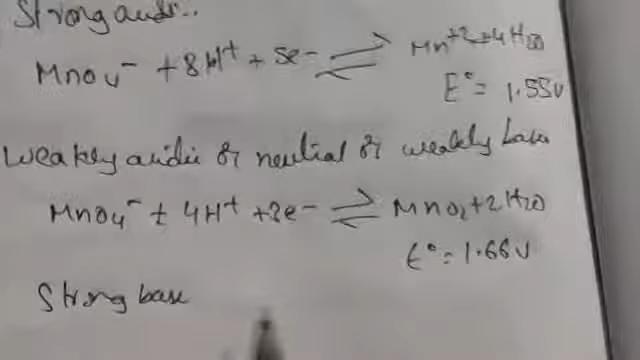 Strong acidic..
MnO4⁻ + 8H⁺ + 5e⁻ ⇌ Mn⁺² + 4H2O
E° = 1.55V
Weakly acidic or neutral or weakly base
MnO4⁻ + 4H⁺ + 3e⁻ ⇌ MnO2 + 2H2O
E° = 1.66V
Strong base